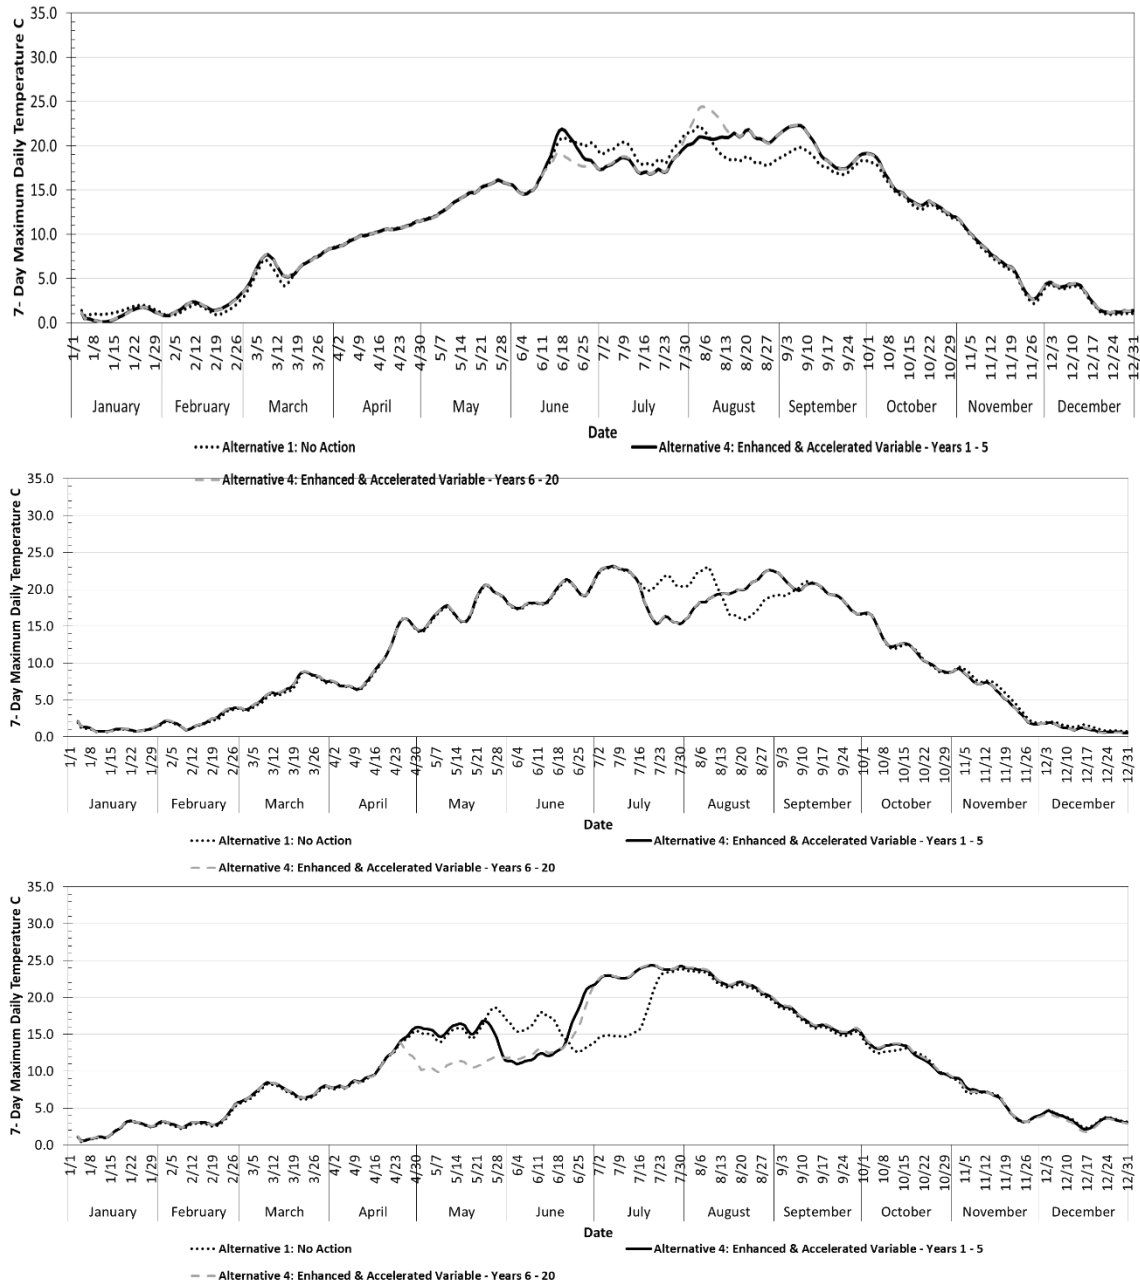 7- Day Maximum Daily Temperature C
35.0
30.0
25.0
20.0
15.0
10.0
5.0
0.0
1/1 1/8 1/15 1/22 1/29 2/5 2/12 2/19 2/26 3/5 3/12 3/19 3/26 4/2 4/9 4/16 4/23 4/30 5/7 5/14 5/21 5/28 6/4 6/11 6/18 6/25 7/2 7/9 7/16 7/23 7/30 8/6 8/13 8/20 8/27 9/3 9/10 9/17 9/24 10/1 10/8 10/15 10/22 10/29 11/5 11/12 11/19 11/26 12/3 12/10 12/17 12/24 12/31
January February March April May June July August September October November December
Date
Alternative 1: No Action Alternative 4: Enhanced & Accelerated Variable - Years 1 - 5
Alternative 4: Enhanced & Accelerated Variable - Years 6 - 20
7- Day Maximum Daily Temperature C
35.0
30.0
25.0
20.0
15.0
10.0
5.0
0.0
1/1 1/8 1/15 1/22 1/29 2/5 2/12 2/19 2/26 3/5 3/12 3/19 3/26 4/2 4/9 4/16 4/23 4/30 5/7 5/14 5/21 5/28 6/4 6/11 6/18 6/25 7/2 7/9 7/16 7/23 7/30 8/6 8/13 8/20 8/27 9/3 9/10 9/17 9/24 10/1 10/8 10/15 10/22 10/29 11/5 11/12 11/19 11/26 12/3 12/10 12/17 12/24 12/31
January February March April May June July August September October November December
Date
Alternative 1: No Action Alternative 4: Enhanced & Accelerated Variable - Years 1 - 5
Alternative 4: Enhanced & Accelerated Variable - Years 6 - 20
7- Day Maximum Daily Temperature C
35.0
30.0
25.0
20.0
15.0
10.0
5.0
0.0
1/1 1/8 1/15 1/22 1/29 2/5 2/12 2/19 2/26 3/5 3/12 3/19 3/26 4/2 4/9 4/16 4/23 4/30 5/7 5/14 5/21 5/28 6/4 6/11 6/18 6/25 7/2 7/9 7/16 7/23 7/30 8/6 8/13 8/20 8/27 9/3 9/10 9/17 9/24 10/1 10/8 10/15 10/22 10/29 11/5 11/12 11/19 11/26 12/3 12/10 12/17 12/24 12/31
January February March April May June July August September October November December
Date
Alternative 1: No Action Alternative 4: Enhanced & Accelerated Variable - Years 1 - 5
Alternative 4: Enhanced & Accelerated Variable - Years 6 - 20